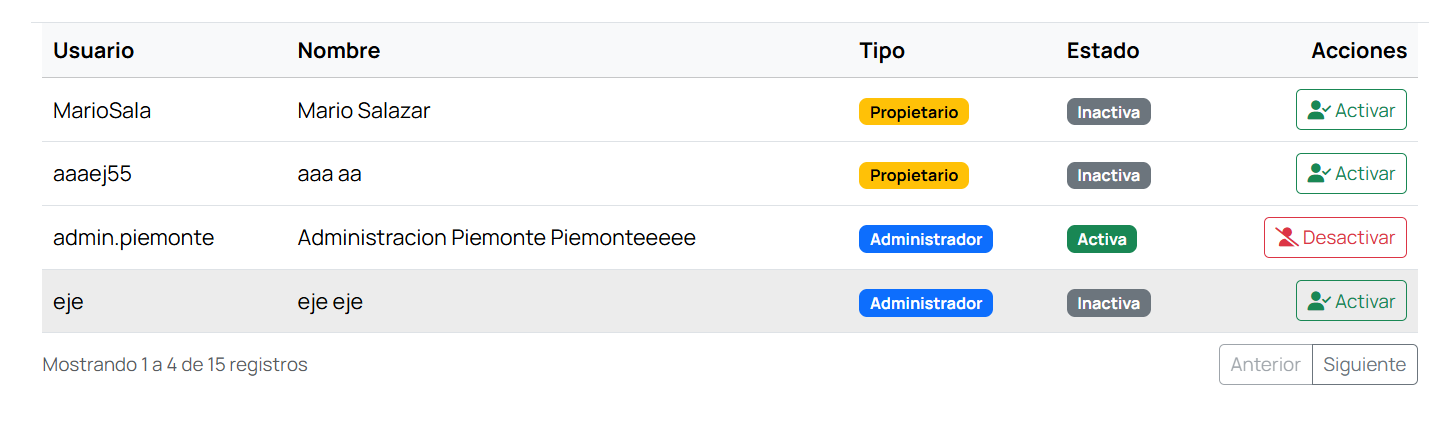 Usuario Nombre Tipo Estado Acciones
MarioSala Mario Salazar Propietario Inactiva Activar
aaaej55 aaa aa Propietario Inactiva Activar
admin.piemonte Administracion Piemonte Piemonteeeee Administrador Activa Desactivar
eje eje eje Administrador Inactiva Activar
Mostrando 1 a 4 de 15 registros Anterior Siguiente